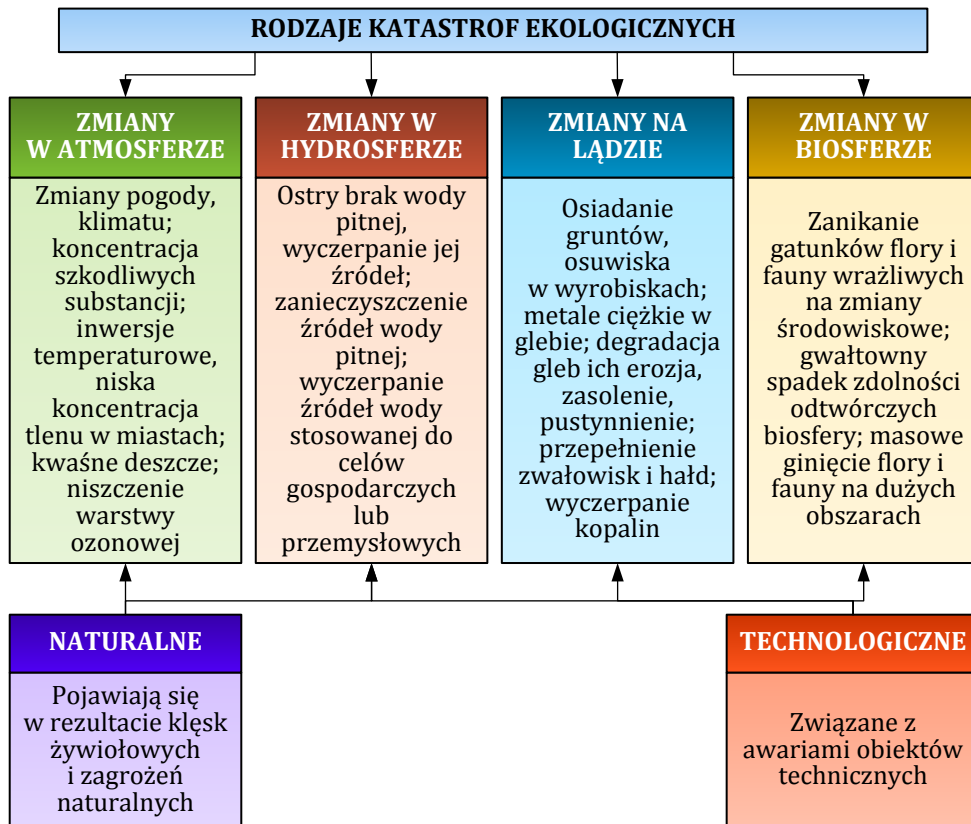 RODZAJE KATASTROF EKOLOGICZNYCH
ZMIANY
W ATMOSFERZE
Zmiany pogody,
klimatu;
koncentracja
szkodliwych
substancji;
inwersje
temperaturowe,
niska
koncentracja
tlenu w miastach;
kwaśne deszcze;
niszczenie
warstwy
ozonowej
ZMIANY W
HYDROSFERZE
Ostry brak wody
pitnej,
wyczerpanie jej
źródeł;
zanieczyszczenie
źródeł wody
pitnej;
wyczerpanie
źródeł wody
stosowanej do
celów
gospodarczych
lub
przemysłowych
ZMIANY NA
LĄDZIE
Osiadanie
gruntów,
osuwiska
w wyrobiskach;
metale ciężkie w
glebie; degradacja
gleb ich erozja,
zasolenie,
pustynnienie;
przepełnienie
zwałowisk i hałd;
wyczerpanie
kopalin
ZMIANY W
BIOSFERZE
Zanikanie
gatunków flory i
fauny wrażliwych
na zmiany
środowiskowe;
gwałtowny
spadek zdolności
odtwórczych
biosfery; masowe
ginięcie flory i
fauny na dużych
obszarach
NATURALNE
Pojawiają się
w rezultacie klęsk
żywiołowych
i zagrożeń
naturalnych
TECHNOLOGICZNE
Związane z
awariami obiektów
technicznych